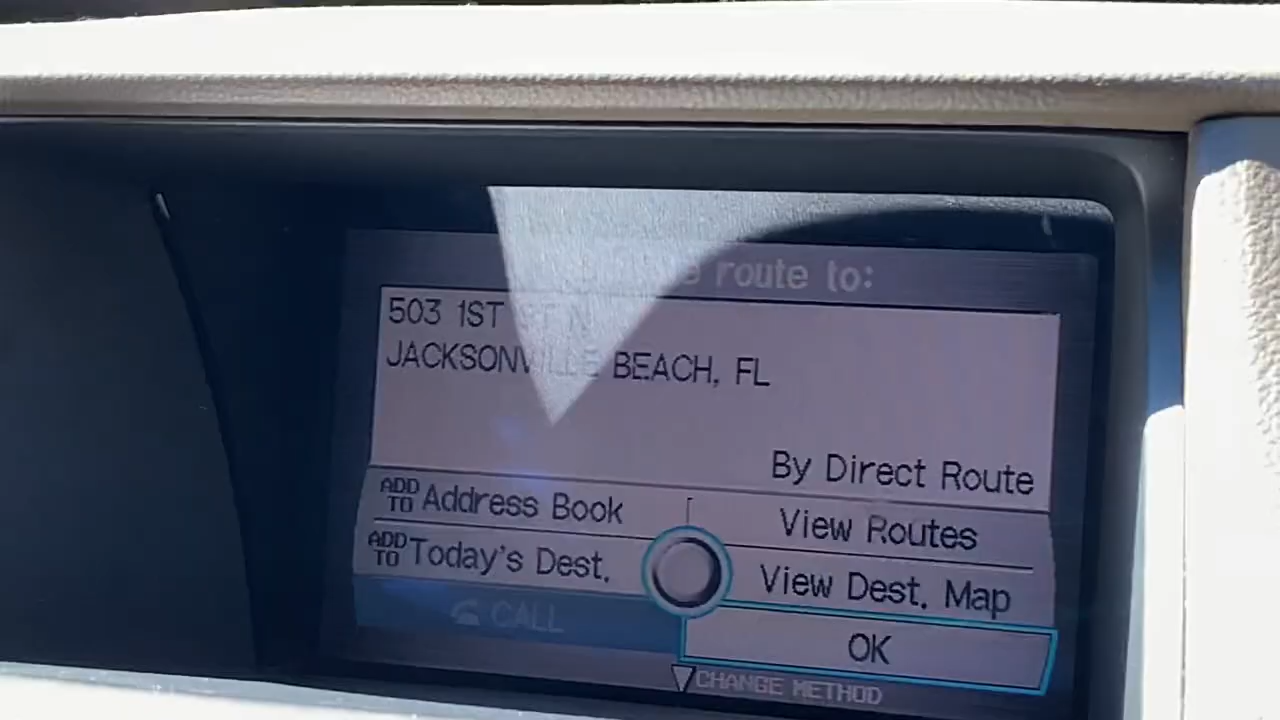 route to:
503 1ST ST N
JACKSONVILLE BEACH, FL
By Direct Route
ADD TO Address Book
View Routes
ADD TO Today's Dest.
View Dest. Map
CALL
OK
CHANGE METHOD